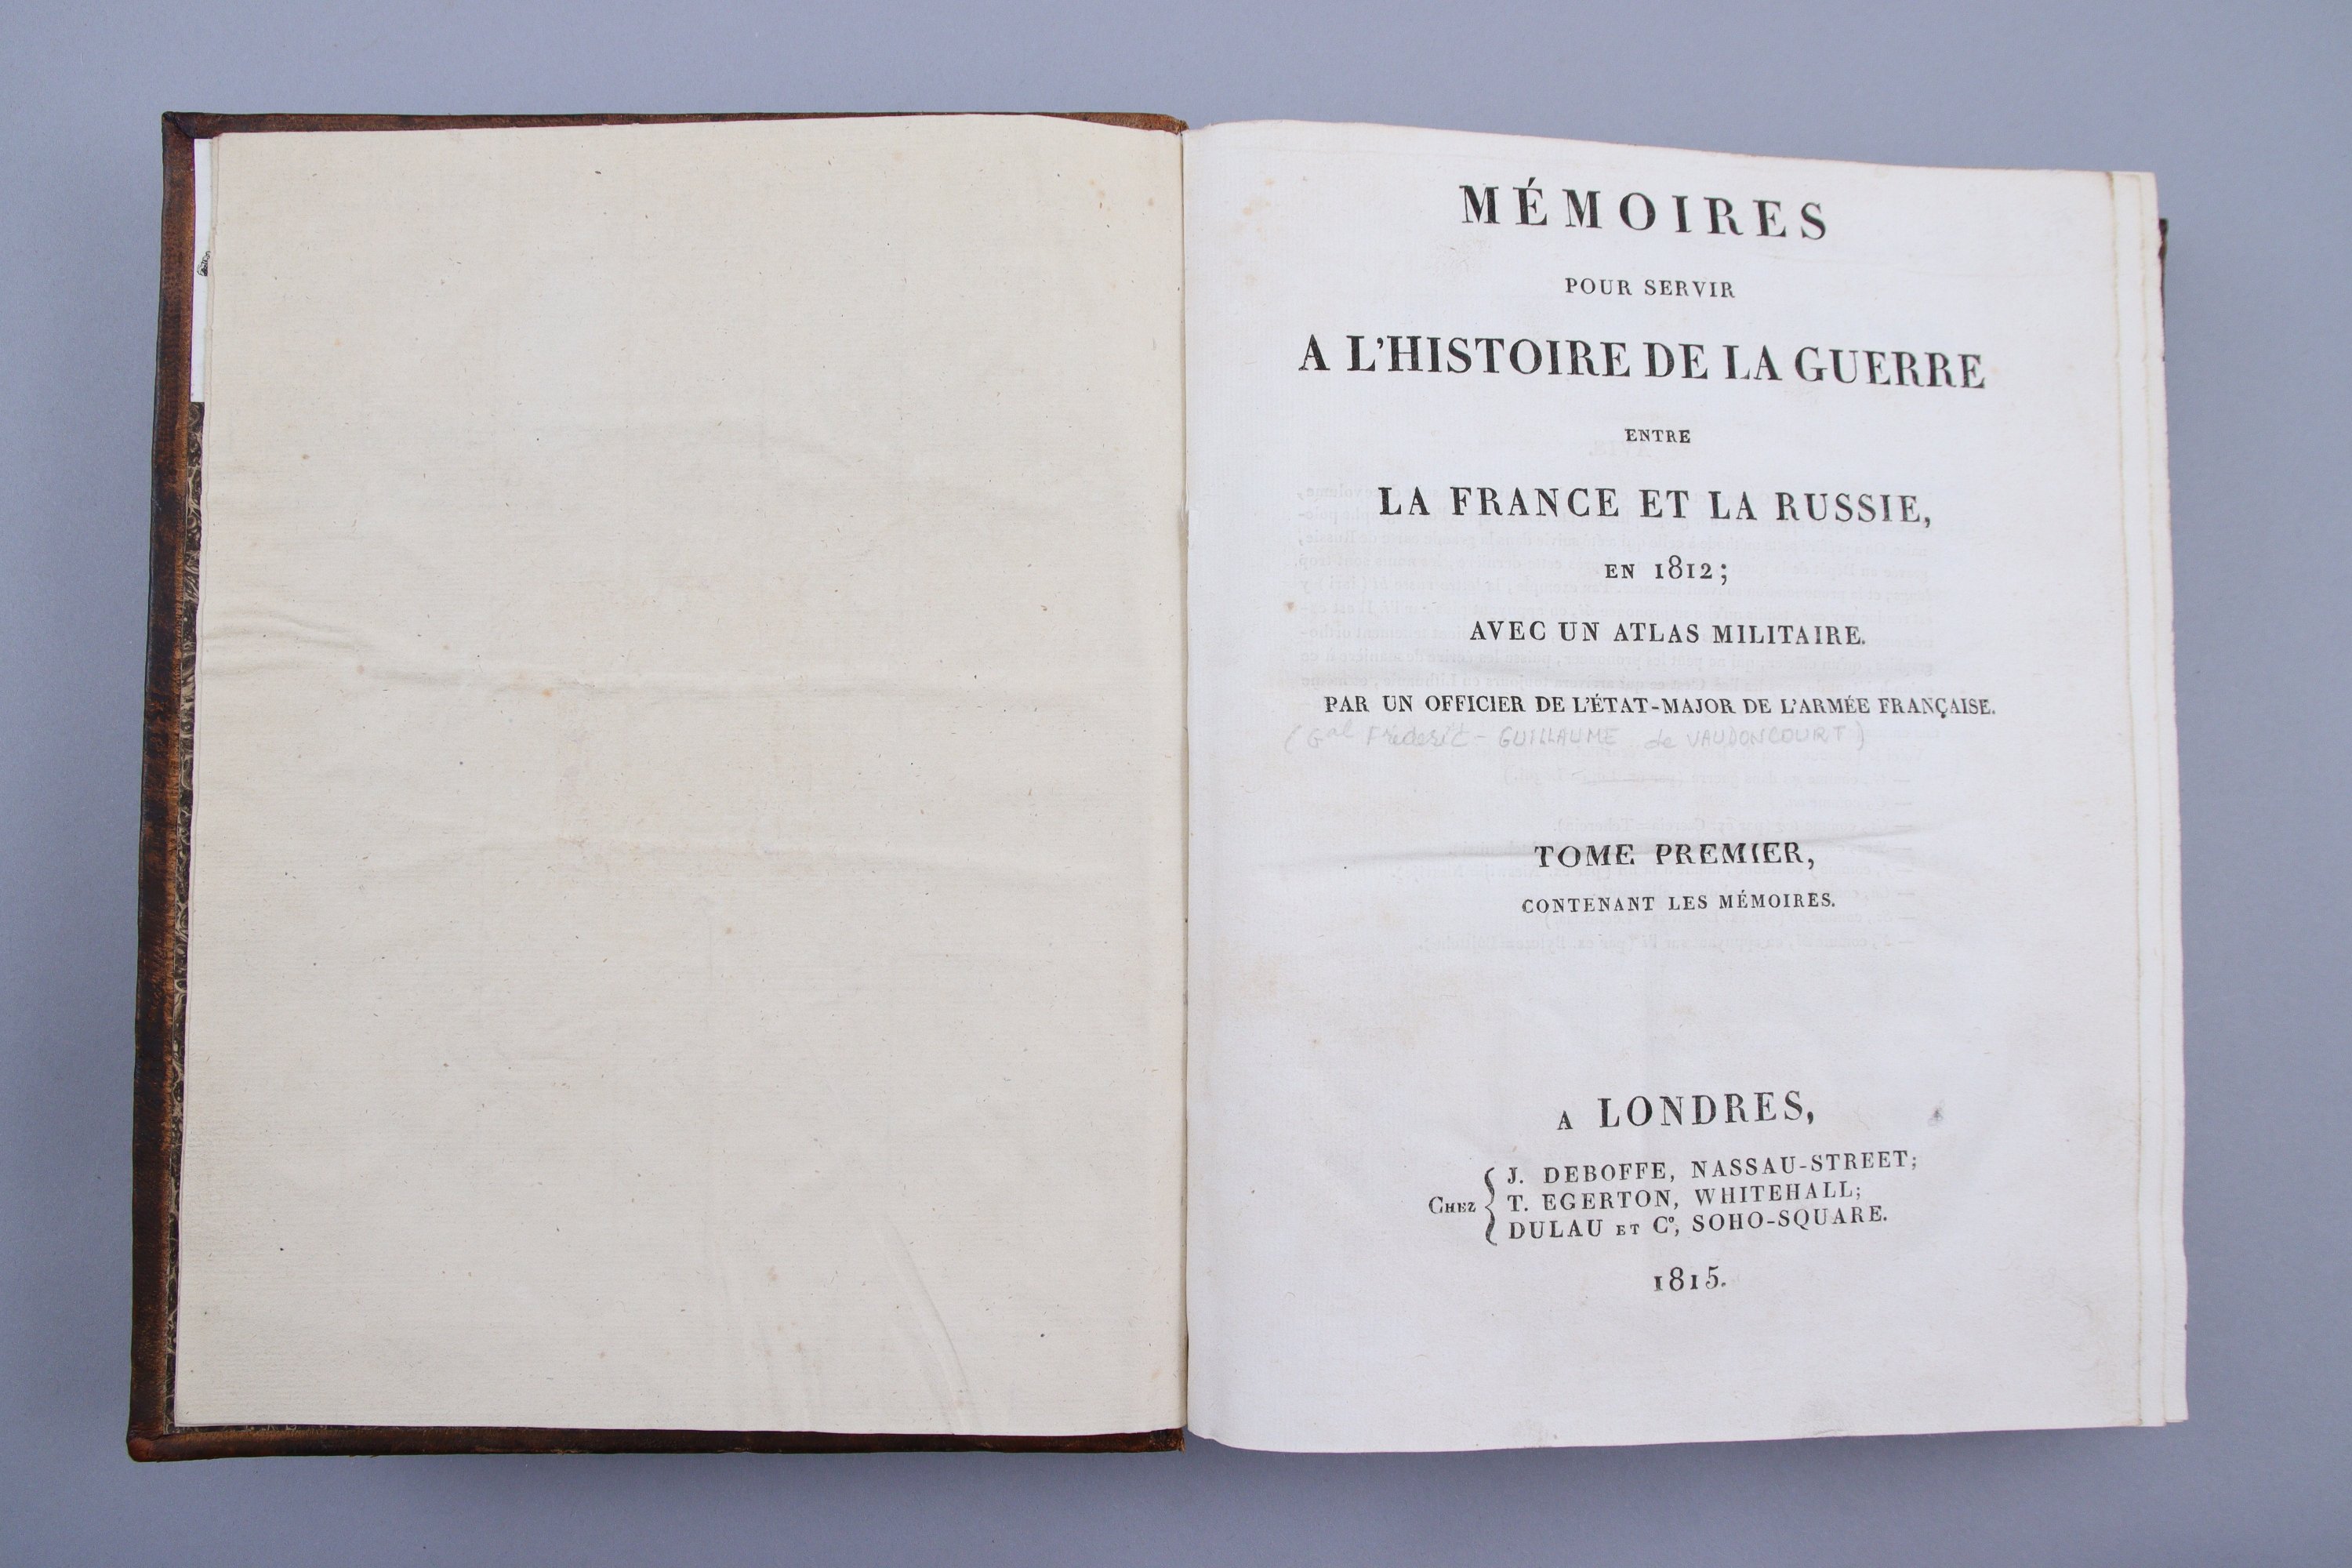 MÉMOIRES
POUR SERVIR
A L'HISTOIRE DE LA GUERRE
ENTRE
LA FRANCE ET LA RUSSIE,
EN 1812;
AVEC UN ATLAS MILITAIRE.
PAR UN OFFICIER DE L'ÉTAT-MAJOR DE L'ARMÉE FRANÇAISE.
(Gal Fréderic-GUILLAUME de VAUDONCOURT)
TOME PREMIER,
CONTENANT LES MÉMOIRES.
A LONDRES,
CHEZ { J. DEBOFFE, NASSAU-STREET;
T. EGERTON, WHITEHALL;
DULAU ET Cº, SOHO-SQUARE.
1815.